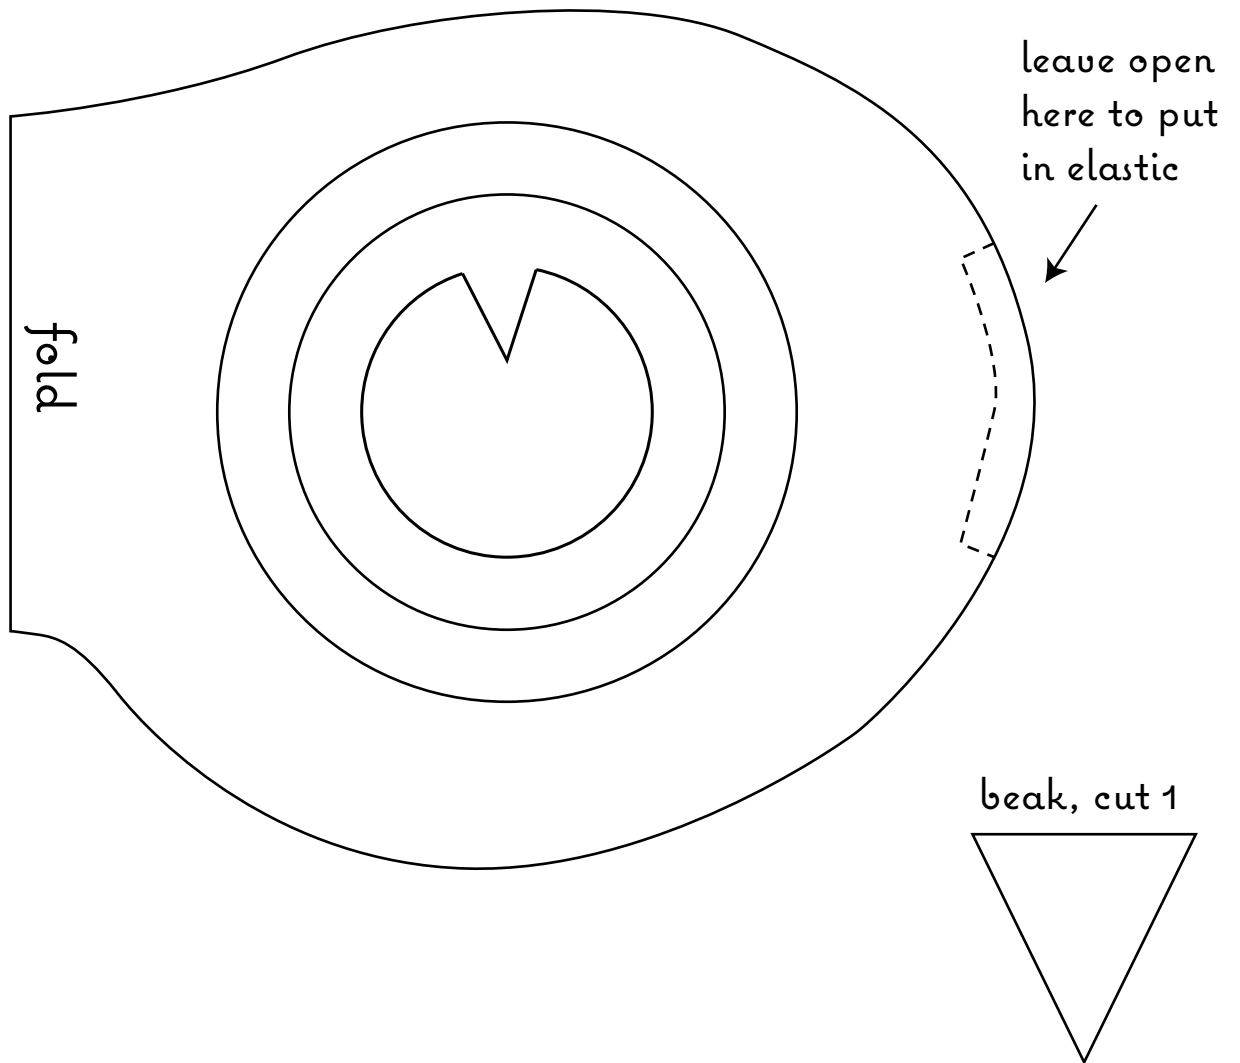 leave open
here to put
in elastic
fold
beak, cut 1